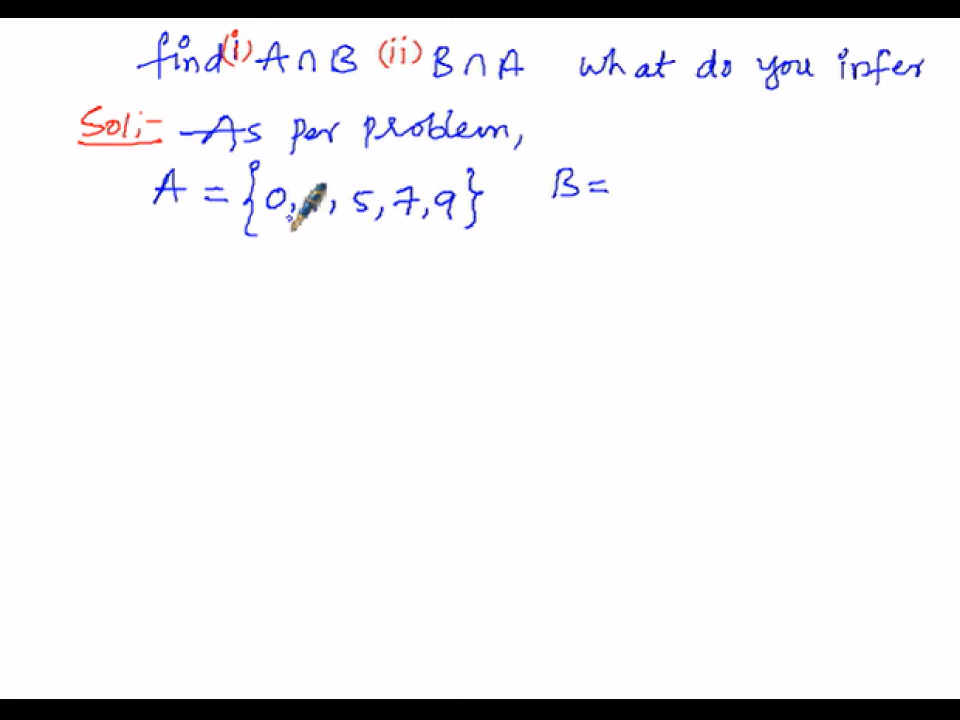 find (i) A ∩ B (ii) B ∩ A what do you infer
Sol:- As per problem,
A = {0, , 5, 7, 9} B =